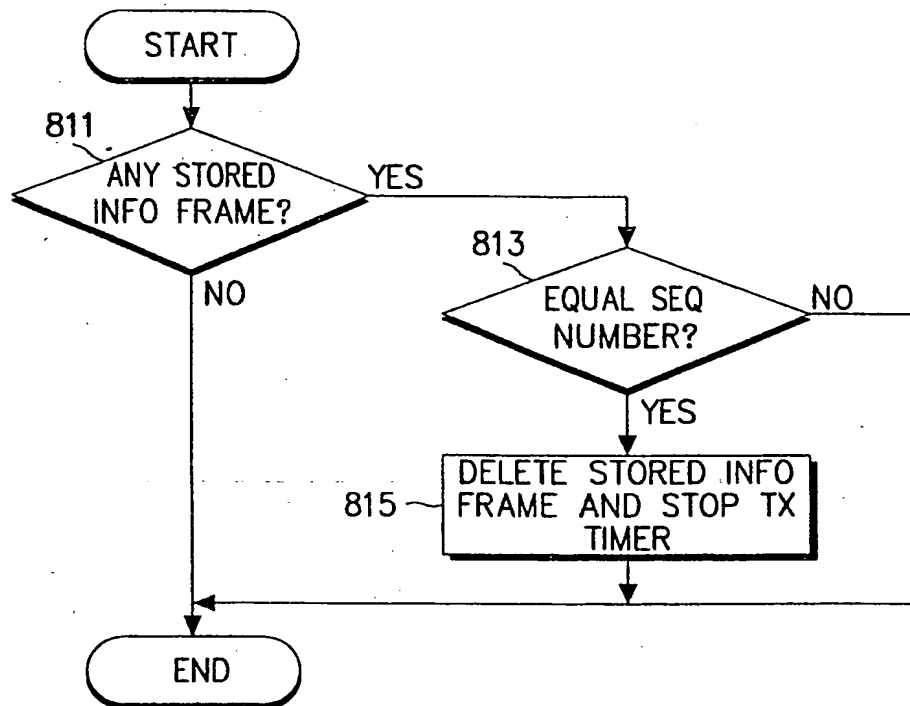 START
811
ANY STORED
INFO FRAME?
YES
NO
813
EQUAL SEQ
NUMBER?
NO
YES
815
DELETE STORED INFO
FRAME AND STOP TX
TIMER
END